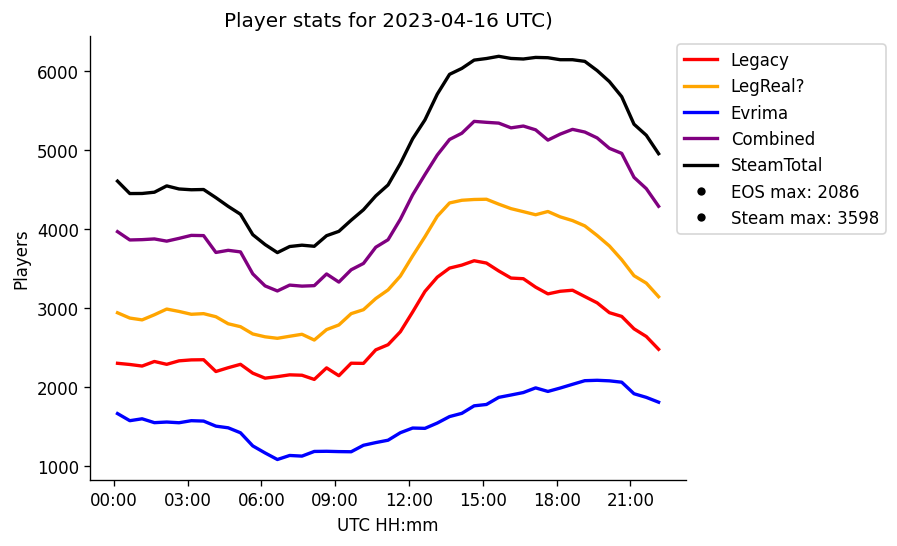 Player stats for 2023-04-16 UTC)
Legacy
LegReal?
Evrima
Combined
SteamTotal
EOS max: 2086
Steam max: 3598
Players
6000
5000
4000
3000
2000
1000
00:00 03:00 06:00 09:00 12:00 15:00 18:00 21:00
UTC HH:mm